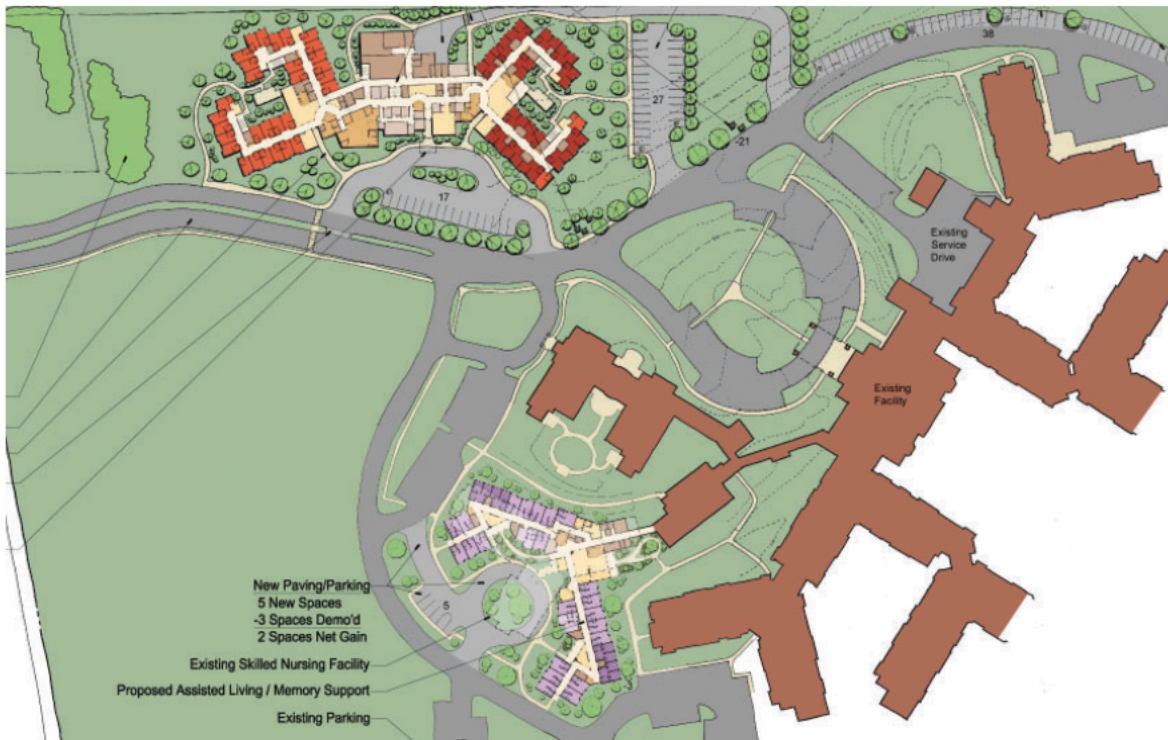 38
27
-21
17
Existing
Service
Drive
Existing
Facility
New Paving/Parking
5 New Spaces
-3 Spaces Demo'd
2 Spaces Net Gain
5
Existing Skilled Nursing Facility
Proposed Assisted Living / Memory Support
Existing Parking